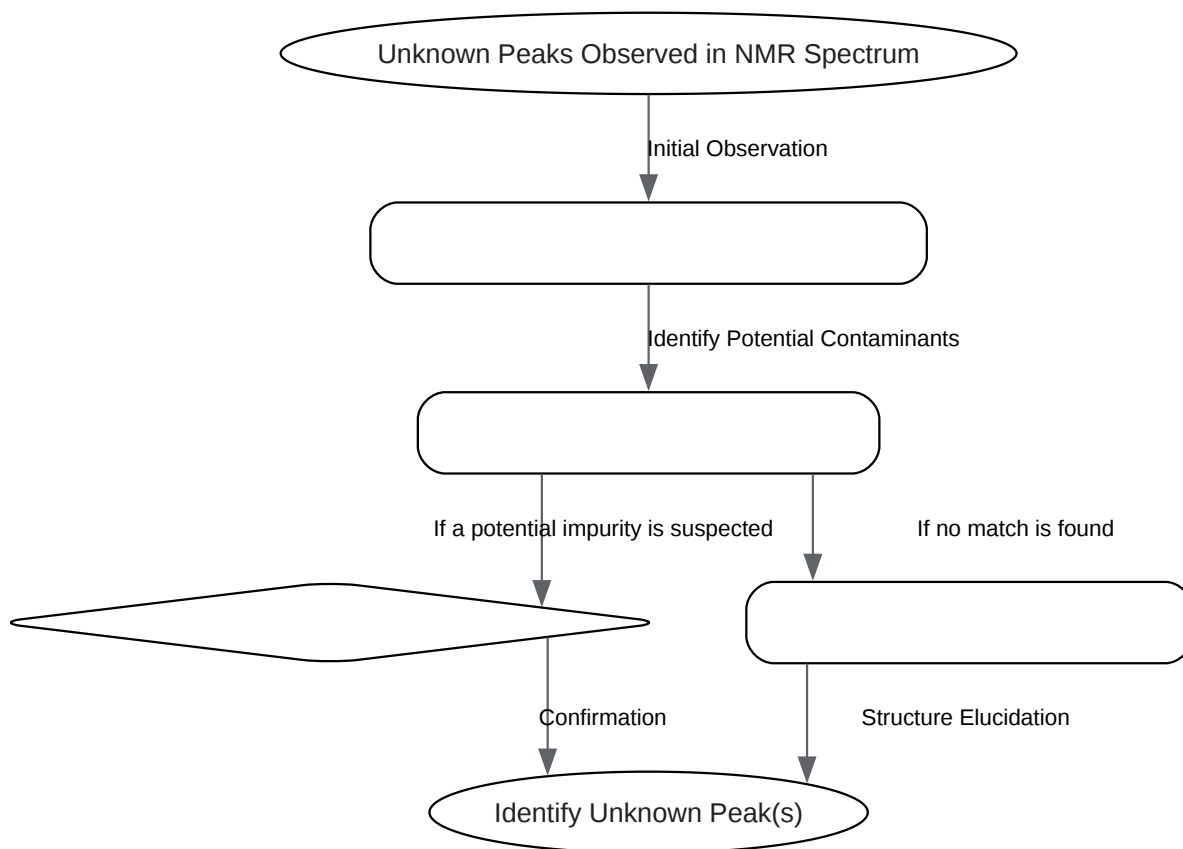 Unknown Peaks Observed in NMR Spectrum
Initial Observation
Identify Potential Contaminants
If a potential impurity is suspected
If no match is found
Confirmation
Structure Elucidation
Identify Unknown Peak(s)